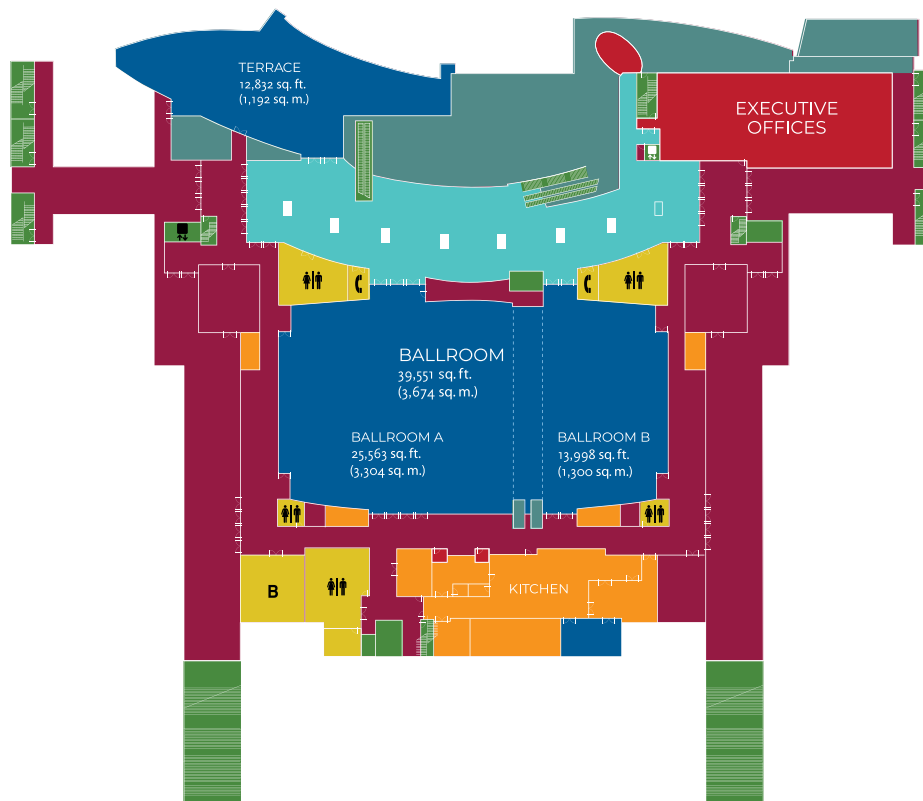 TERRACE
12,832 sq. ft.
(1,192 sq. m.)
EXECUTIVE
OFFICES
BALLROOM
39,551 sq. ft.
(3,674 sq. m.)
BALLROOM A
25,563 sq. ft.
(3,304 sq. m.)
BALLROOM B
13,998 sq. ft.
(1,300 sq. m.)
B
KITCHEN